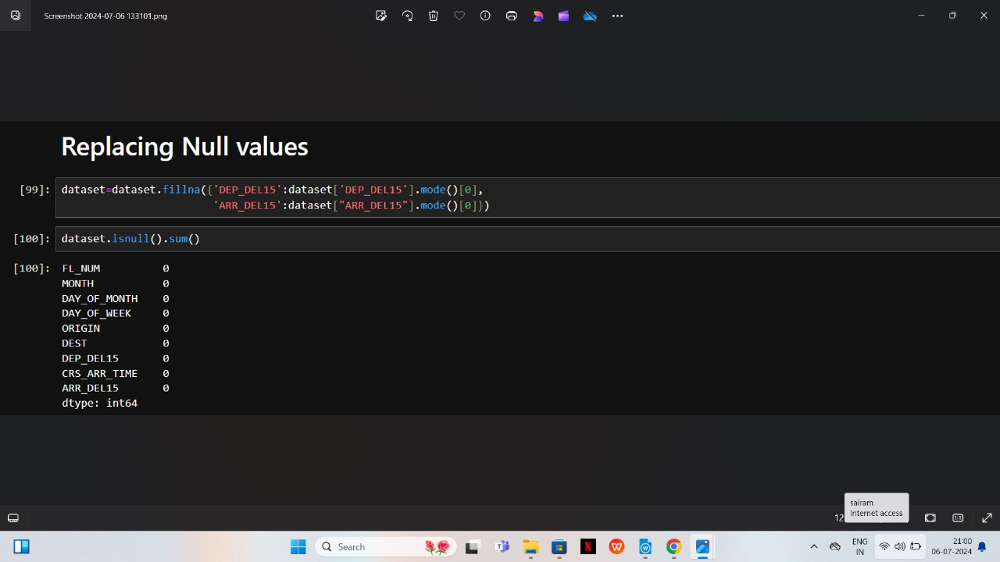 Screenshot 2024-07-06 133101.png
Replacing Null values
[99]: dataset=dataset.fillna({'DEP_DEL15':dataset['DEP_DEL15'].mode()[0],
'ARR_DEL15':dataset["ARR_DEL15"].mode()[0]})
[100]: dataset.isnull().sum()
[100]: FL_NUM 0
MONTH 0
DAY_OF_MONTH 0
DAY_OF_WEEK 0
ORIGIN 0
DEST 0
DEP_DEL15 0
CRS_ARR_TIME 0
ARR_DEL15 0
dtype: int64
sairam
Internet access
12
1:1
Search
ENG
IN
21:00
06-07-2024